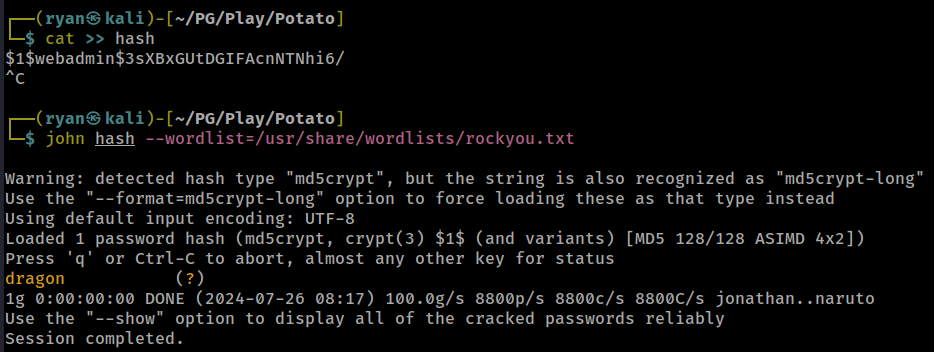 ┌──(ryan㉿kali)-[~/PG/Play/Potato]
└─$ cat >> hash
$1$webadmin$3sXBxGUtDGIFAcnNTNhi6/
^C
┌──(ryan㉿kali)-[~/PG/Play/Potato]
└─$ john hash --wordlist=/usr/share/wordlists/rockyou.txt
Warning: detected hash type "md5crypt", but the string is also recognized as "md5crypt-long"
Use the "--format=md5crypt-long" option to force loading these as that type instead
Using default input encoding: UTF-8
Loaded 1 password hash (md5crypt, crypt(3) $1$ (and variants) [MD5 128/128 ASIMD 4x2])
Press 'q' or Ctrl-C to abort, almost any other key for status
dragon           (?)
1g 0:00:00:00 DONE (2024-07-26 08:17) 100.0g/s 8800p/s 8800c/s 8800C/s jonathan..naruto
Use the "--show" option to display all of the cracked passwords reliably
Session completed.